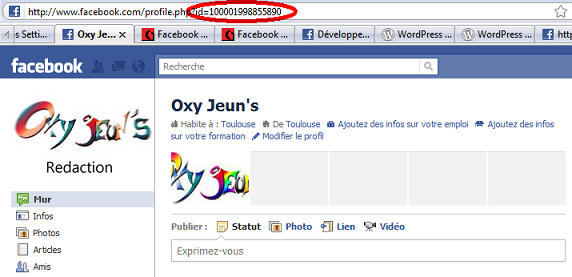 http://www.facebook.com/profile.php?id=100001998855890
s Setti... Oxy Je... Facebook ... Facebook ... Développe... WordPress ... WordPress ... htt
facebook Recherche
OXY JEUN'S
Redaction
Mur
Infos
Photos
Articles
Amis
Oxy Jeun's
Habite à : Toulouse De Toulouse Ajoutez des infos sur votre emploi Ajoutez des infos
sur votre formation Modifier le profil
OXY JEUN'S
Publier : Statut Photo Lien Vidéo
Exprimez-vous